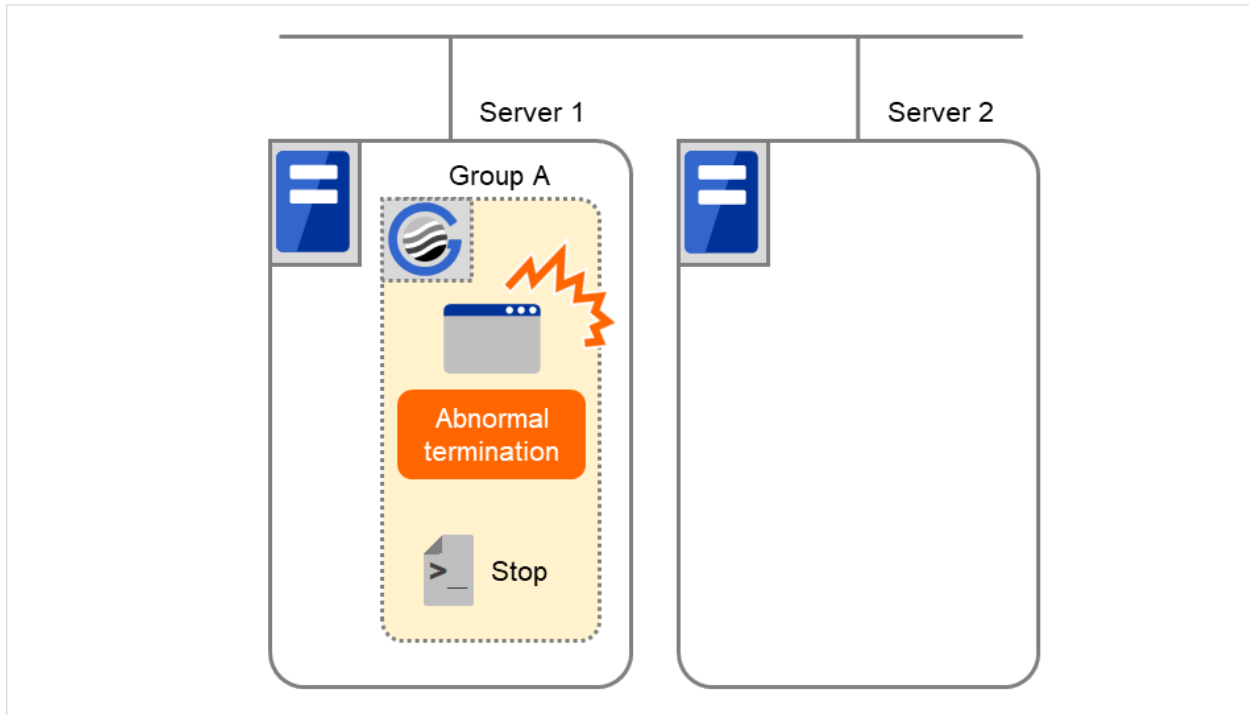 Server 1
Server 2
Group A
Abnormal
termination
>_
Stop